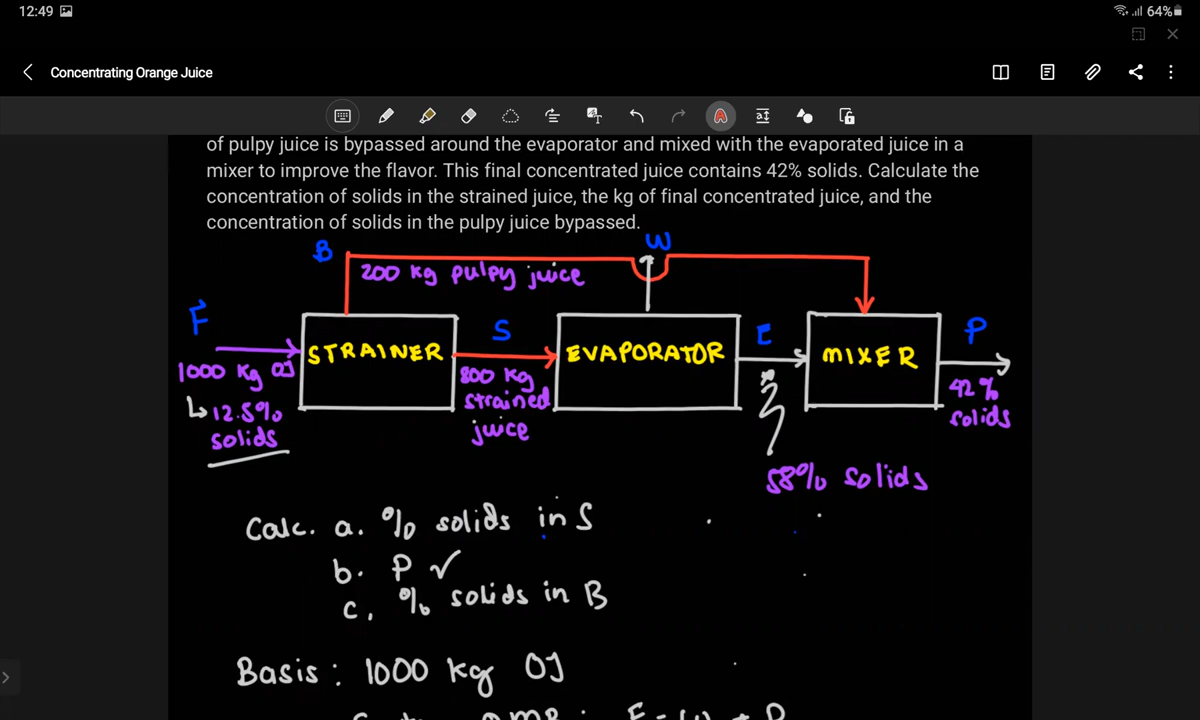 12:49
64%
Concentrating Orange Juice
of pulpy juice is bypassed around the evaporator and mixed with the evaporated juice in a
mixer to improve the flavor. This final concentrated juice contains 42% solids. Calculate the
concentration of solids in the strained juice, the kg of final concentrated juice, and the
concentration of solids in the pulpy juice bypassed.
B
W
200 kg pulpy juice
F
S
E
P
STRAINER
EVAPORATOR
MIXER
1000 kg OJ
↳ 12.5%
solids
800 kg
strained
juice
42%
solids
58% solids
Calc. a. % solids in S
b. P ✓
c. % solids in B
Basis: 1000 kg OJ
OMB: F = W + P